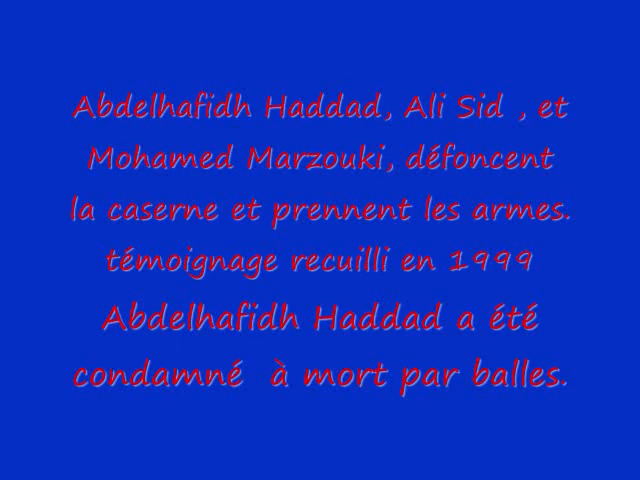 Abdelhafidh Haddad, Ali Sid , et
Mohamed Marzouki, défoncent
la caserne et prennent les armes.
témoignage recuilli en 1999
Abdelhafidh Haddad a été
condamné à mort par balles.